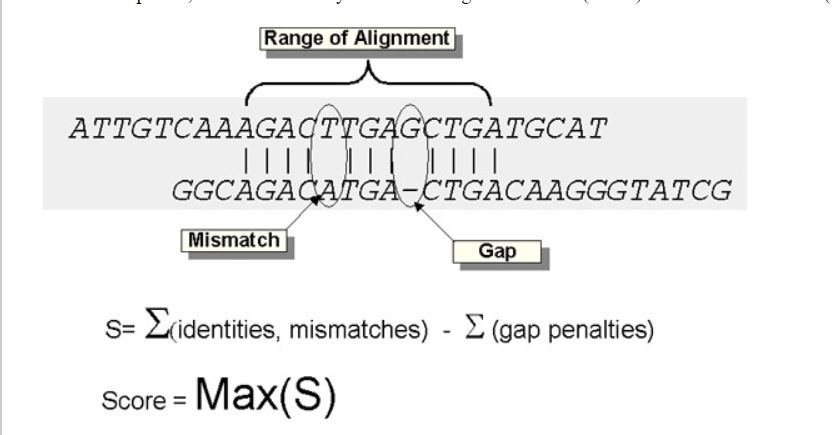 Range of Alignment
ATTGTCAAAGACTTGAGCTGATGCAT
GGCAGACATGA-CTGACAAGGGTATCG
Mismatch
Gap
S= Σ(identities, mismatches) - Σ (gap penalties)
Score = Max(S)